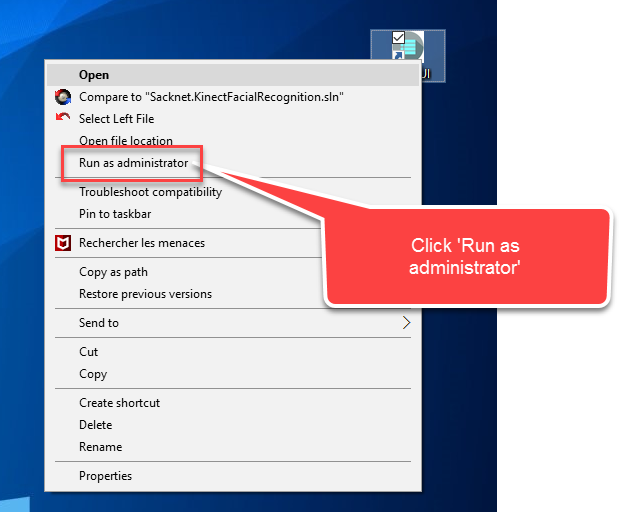 UI
Open
Compare to "Sacknet.KinectFacialRecognition.sln"
Select Left File
Open file location
Run as administrator
Troubleshoot compatibility
Pin to taskbar
Rechercher les menaces
Copy as path
Restore previous versions
Send to
Cut
Copy
Create shortcut
Delete
Rename
Properties
Click 'Run as
administrator'